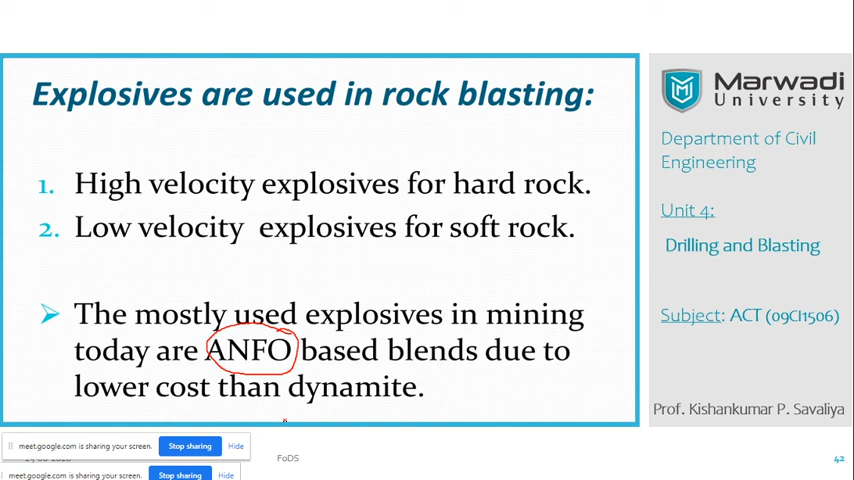 Explosives are used in rock blasting:
1. High velocity explosives for hard rock.
2. Low velocity explosives for soft rock.
The mostly used explosives in mining
today are ANFO based blends due to
lower cost than dynamite.
Marwadi
University
Department of Civil
Engineering
Unit 4:
Drilling and Blasting
Subject: ACT (09CI1506)
Prof. Kishankumar P. Savaliya
meet.google.com is sharing your screen. Stop sharing Hide
FoDS
42
meet.google.com is sharing your screen. Stop sharing Hide